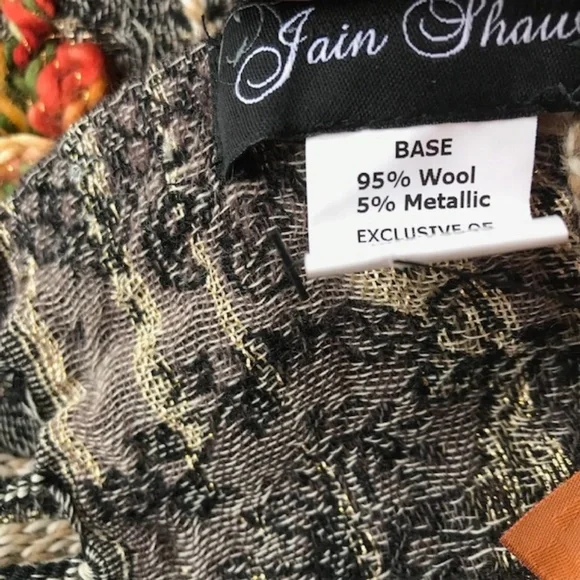 Jain Shaw
BASE
95% Wool
5% Metallic
EXCLUSIVE OF